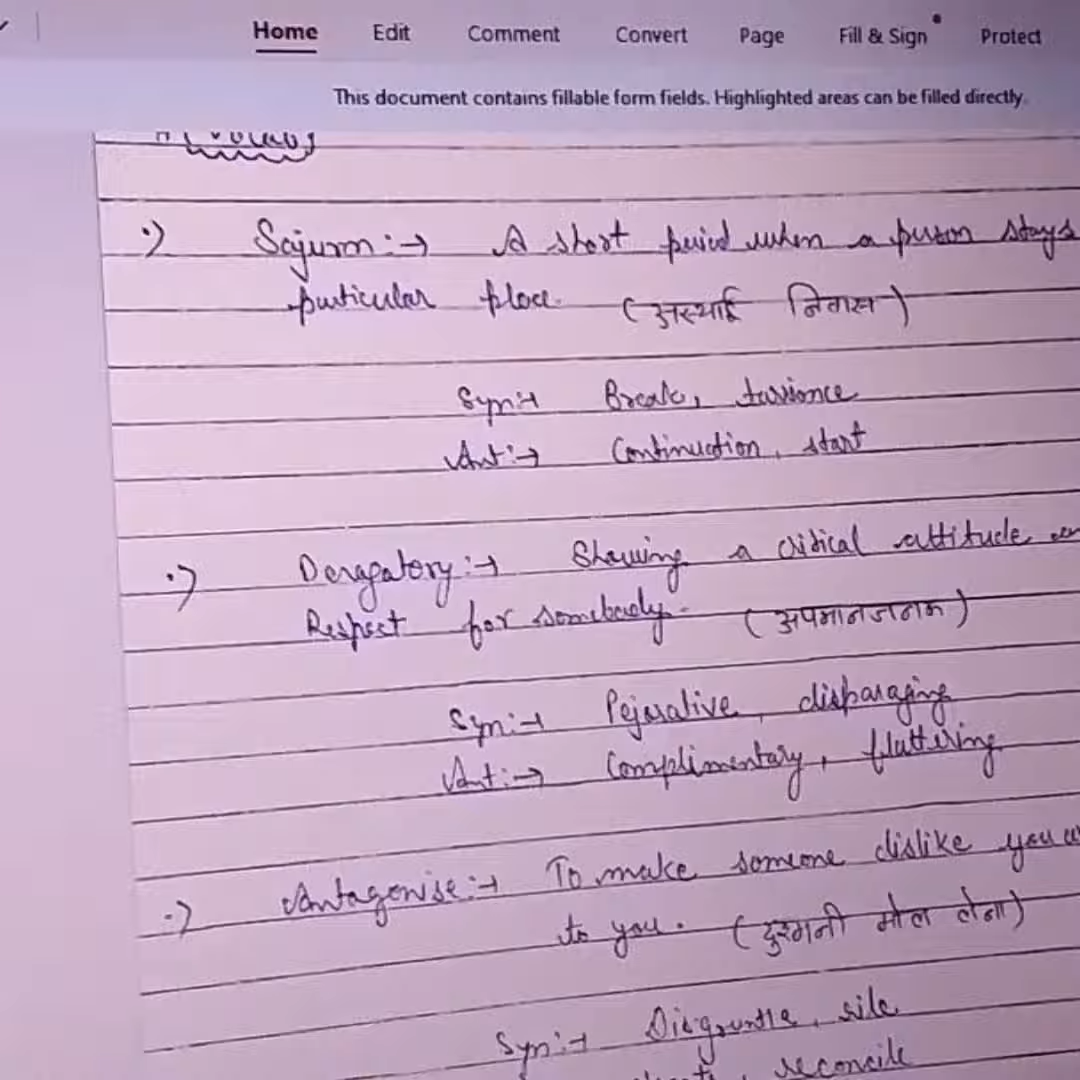 Home Edit Comment Convert Page Fill & Sign Protect
This document contains fillable form fields. Highlighted areas can be filled directly.
Sojurn:→ A short period when a person stays
particular place. (अस्थाई निवास)
Syn:→ Break, tarriance
Ant:→ Continuation, start
Deragatory:→ Showing a critical attitude
Respect for somebody. (अपमानजनक)
Syn:→ Pejorative, disparaging
Ant:→ Complimentary, flattering
Antagonise:→ To make someone dislike you
to you. (दुश्मनी मोल लेना)
Syn:→ Disgruntle, rile
reconcile